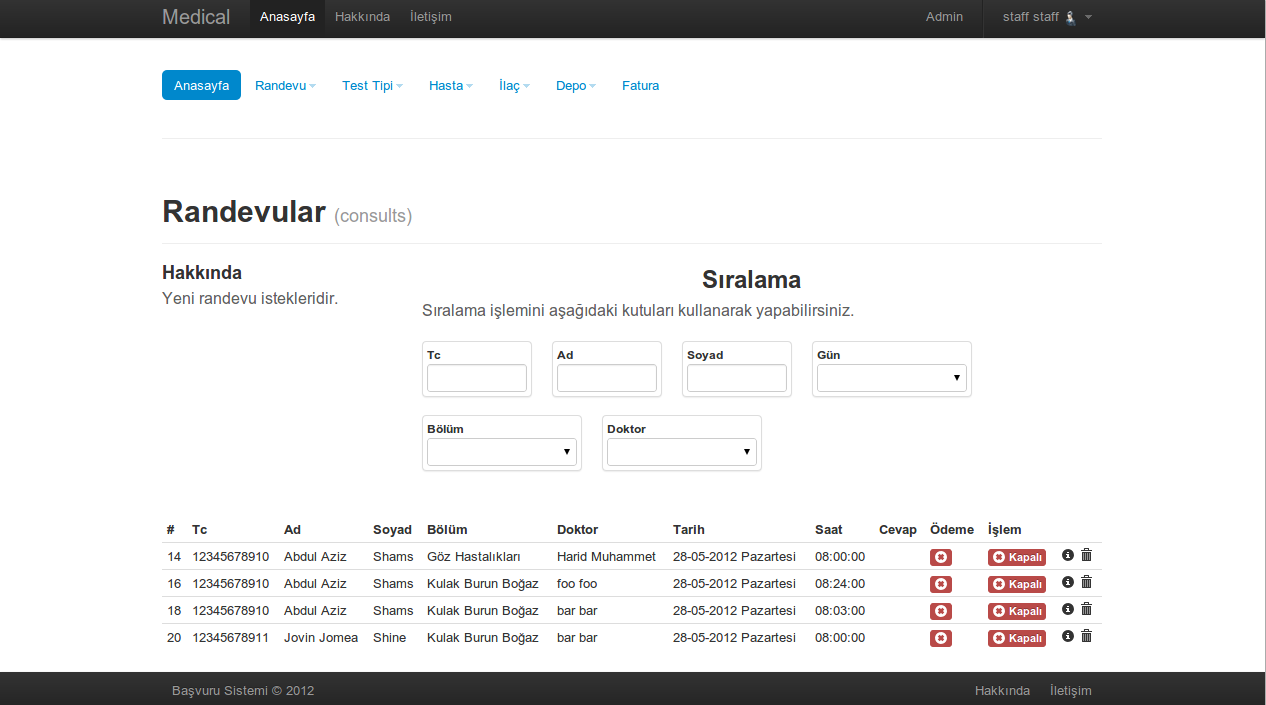 Medical Anasayfa Hakkında İletişim Admin staff staff
Anasayfa Randevu Test Tipi Hasta İlaç Depo Fatura
Randevular (consults)
Hakkında
Yeni randevu istekleridir.
Sıralama
Sıralama işlemini aşağıdaki kutuları kullanarak yapabilirsiniz.
Tc Ad Soyad Gün
Bölüm Doktor
# Tc Ad Soyad Bölüm Doktor Tarih Saat Cevap Ödeme İşlem
14 12345678910 Abdul Aziz Shams Göz Hastalıkları Harid Muhammet 28-05-2012 Pazartesi 08:00:00 Kapalı
16 12345678910 Abdul Aziz Shams Kulak Burun Boğaz foo foo 28-05-2012 Pazartesi 08:24:00 Kapalı
18 12345678910 Abdul Aziz Shams Kulak Burun Boğaz bar bar 28-05-2012 Pazartesi 08:03:00 Kapalı
20 12345678911 Jovin Jomea Shine Kulak Burun Boğaz bar bar 28-05-2012 Pazartesi 08:00:00 Kapalı
Başvuru Sistemi © 2012 Hakkında İletişim